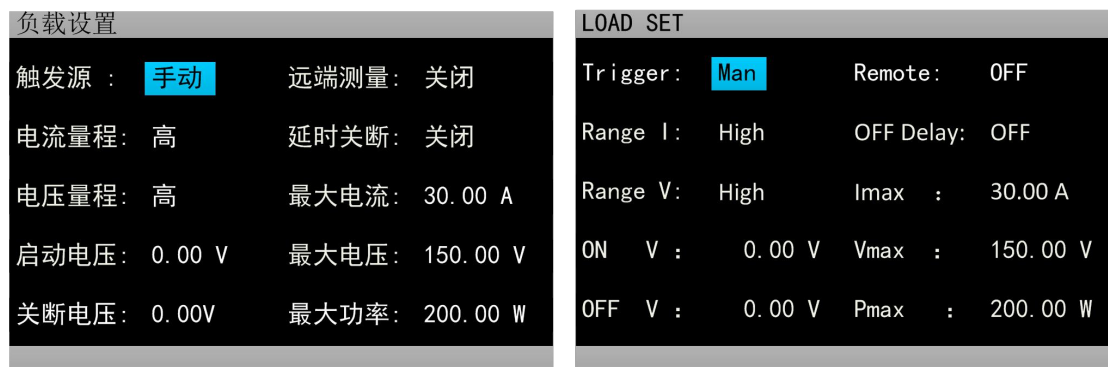 负载设置
触发源 : 手动 远端测量: 关闭
电流量程: 高 延时关断: 关闭
电压量程: 高 最大电流: 30.00 A
启动电压: 0.00 V 最大电压: 150.00 V
关断电压: 0.00V 最大功率: 200.00 W
LOAD SET
Trigger: Man Remote: OFF
Range I: High OFF Delay: OFF
Range V: High Imax : 30.00 A
ON V : 0.00 V Vmax : 150.00 V
OFF V : 0.00 V Pmax : 200.00 W